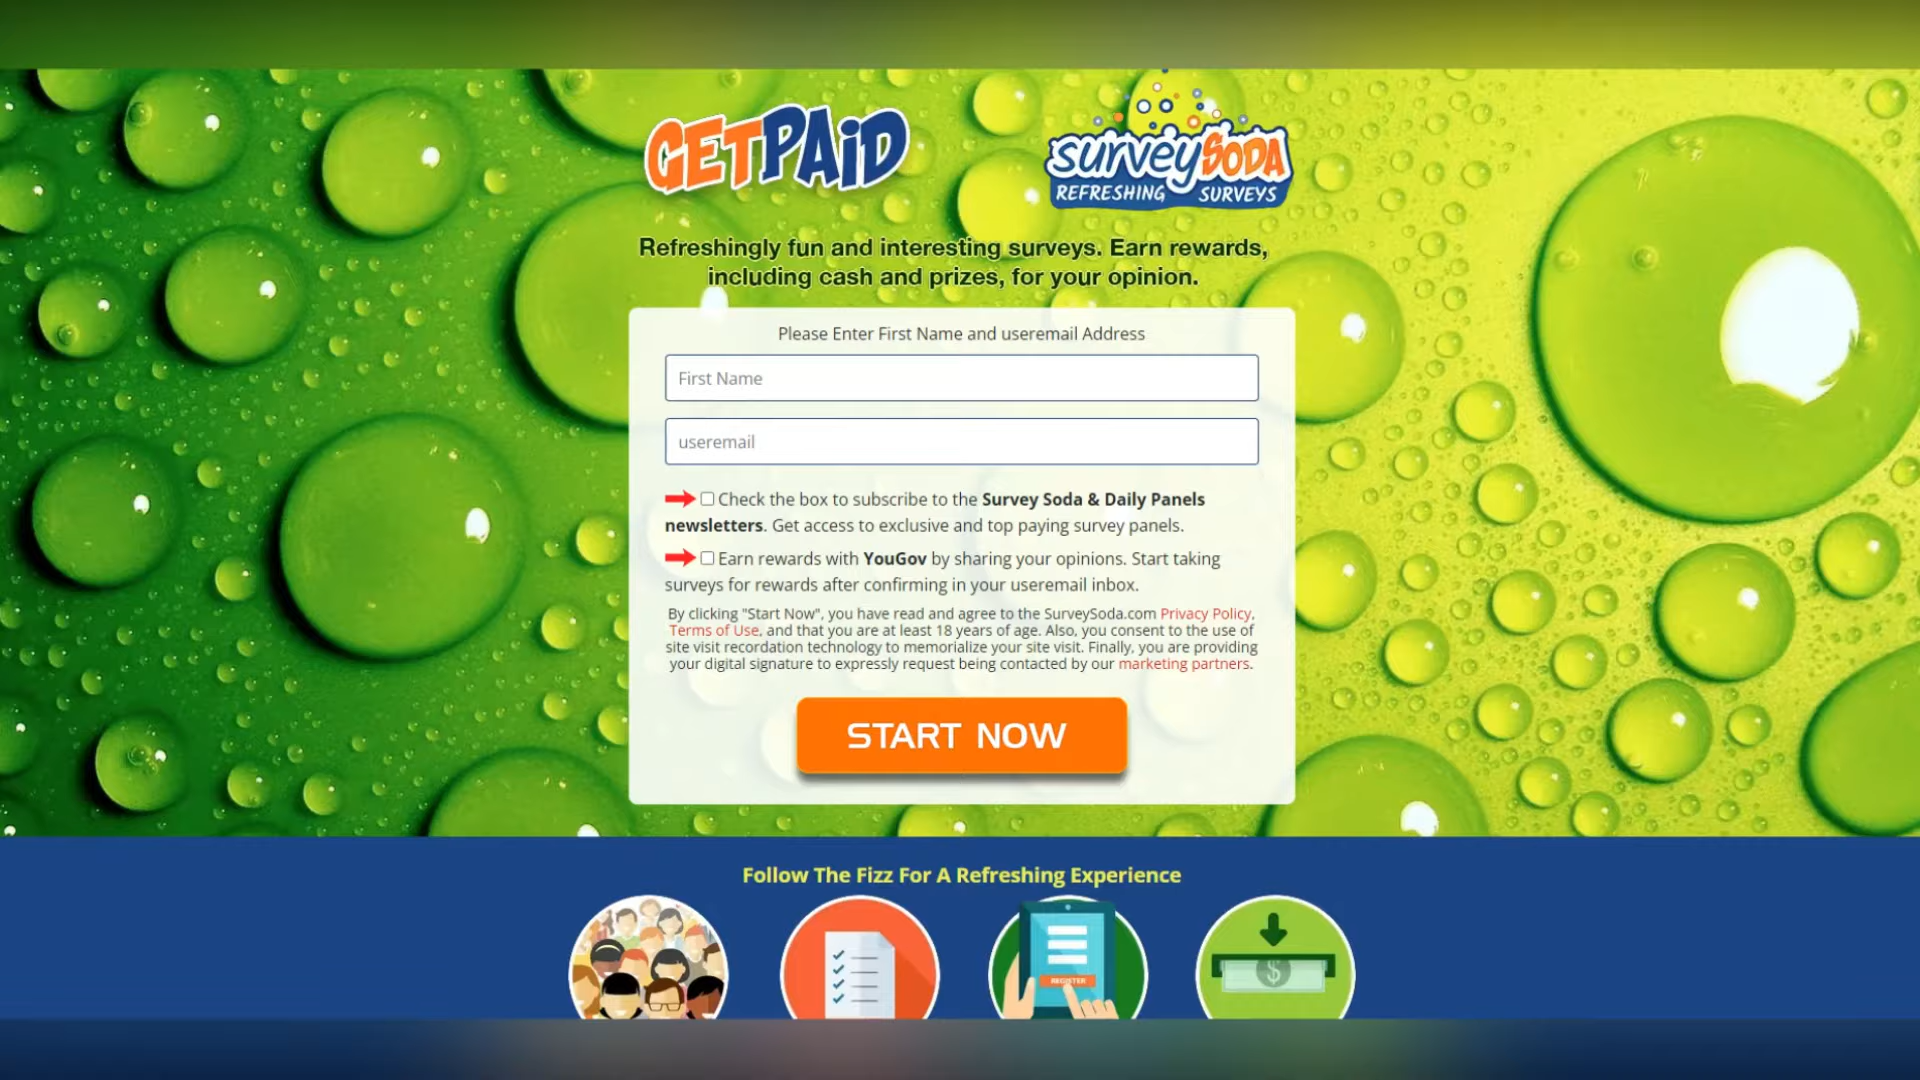 GETPAiD
surveySODA
REFRESHING SURVEYS
Refreshingly fun and interesting surveys. Earn rewards,
including cash and prizes, for your opinion.
Please Enter First Name and useremail Address
First Name
useremail
Check the box to subscribe to the Survey Soda & Daily Panels
newsletters. Get access to exclusive and top paying survey panels.
Earn rewards with YouGov by sharing your opinions. Start taking
surveys for rewards after confirming in your useremail inbox.
By clicking "Start Now", you have read and agree to the SurveySoda.com Privacy Policy,
Terms of Use, and that you are at least 18 years of age. Also, you consent to the use of
site visit recordation technology to memorialize your site visit. Finally, you are providing
your digital signature to expressly request being contacted by our marketing partners.
START NOW
Follow The Fizz For A Refreshing Experience
REGISTER
$